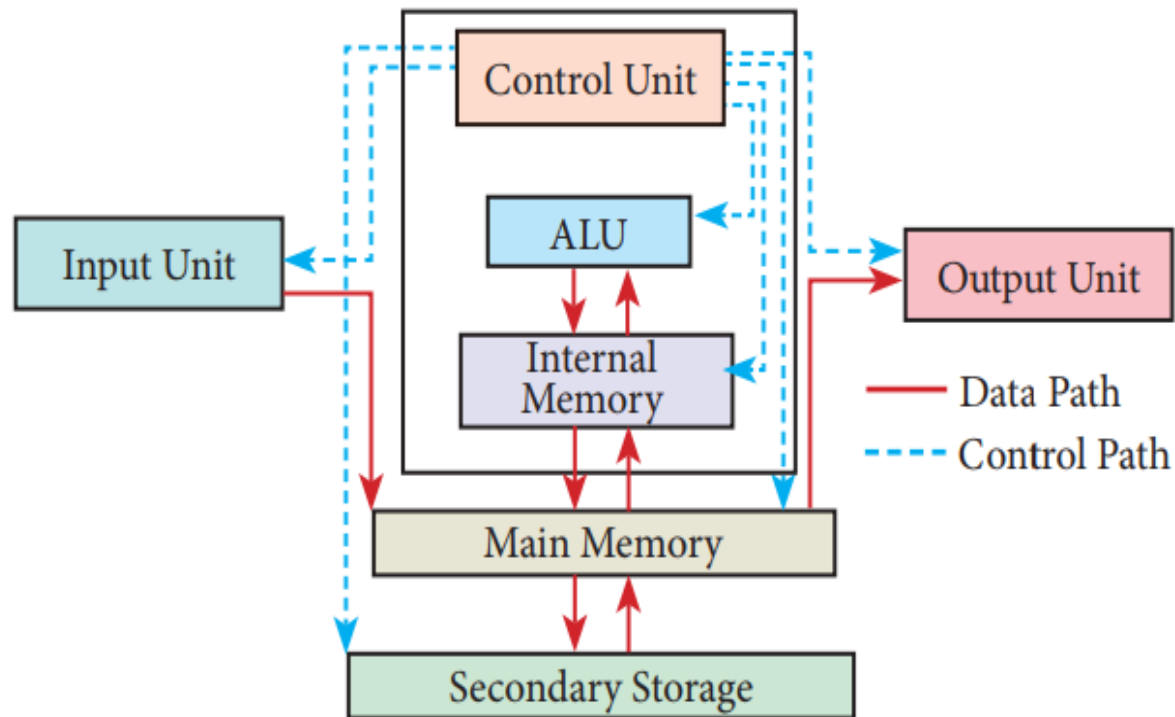 Control Unit
ALU
Input Unit
Output Unit
Internal
Memory
Data Path
Control Path
Main Memory
Secondary Storage